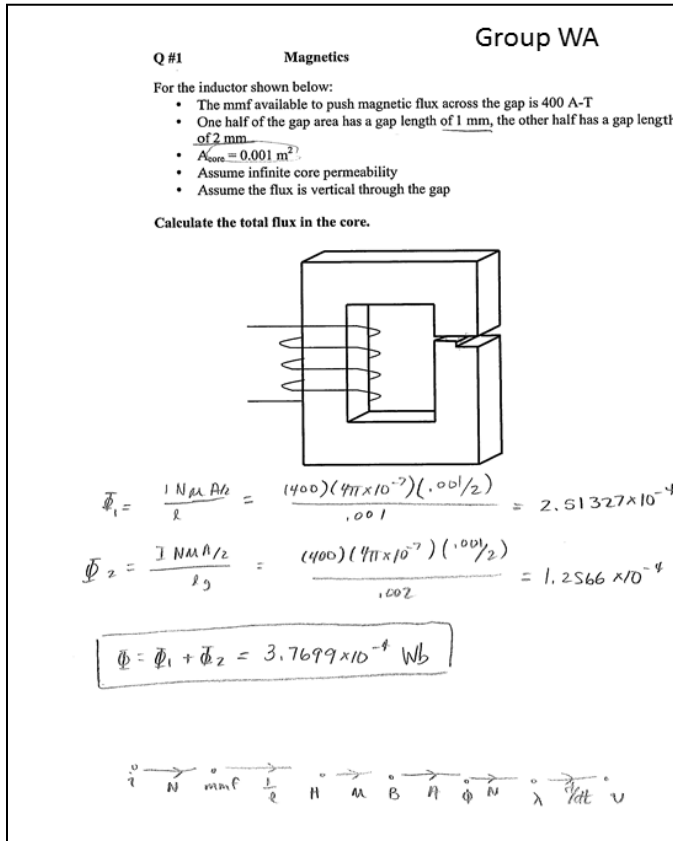 Group WA
Q #1 Magnetics
For the inductor shown below:
• The mmf available to push magnetic flux across the gap is 400 A-T
• One half of the gap area has a gap length of 1 mm, the other half has a gap length
of 2 mm
• Acore = 0.001 m²
• Assume infinite core permeability
• Assume the flux is vertical through the gap
Calculate the total flux in the core.
Φ₁ = INμA/2 / l = (400)(4π×10⁻⁷)(.001/2) / .001 = 2.51327×10⁻⁴
Φ₂ = INμA/2 / lg = (400)(4π×10⁻⁷)(.001/2) / .002 = 1.2566×10⁻⁴
Φ = Φ₁ + Φ₂ = 3.7699×10⁻⁴ Wb
i N mmf 1/l H μ B A φ N λ d/dt v